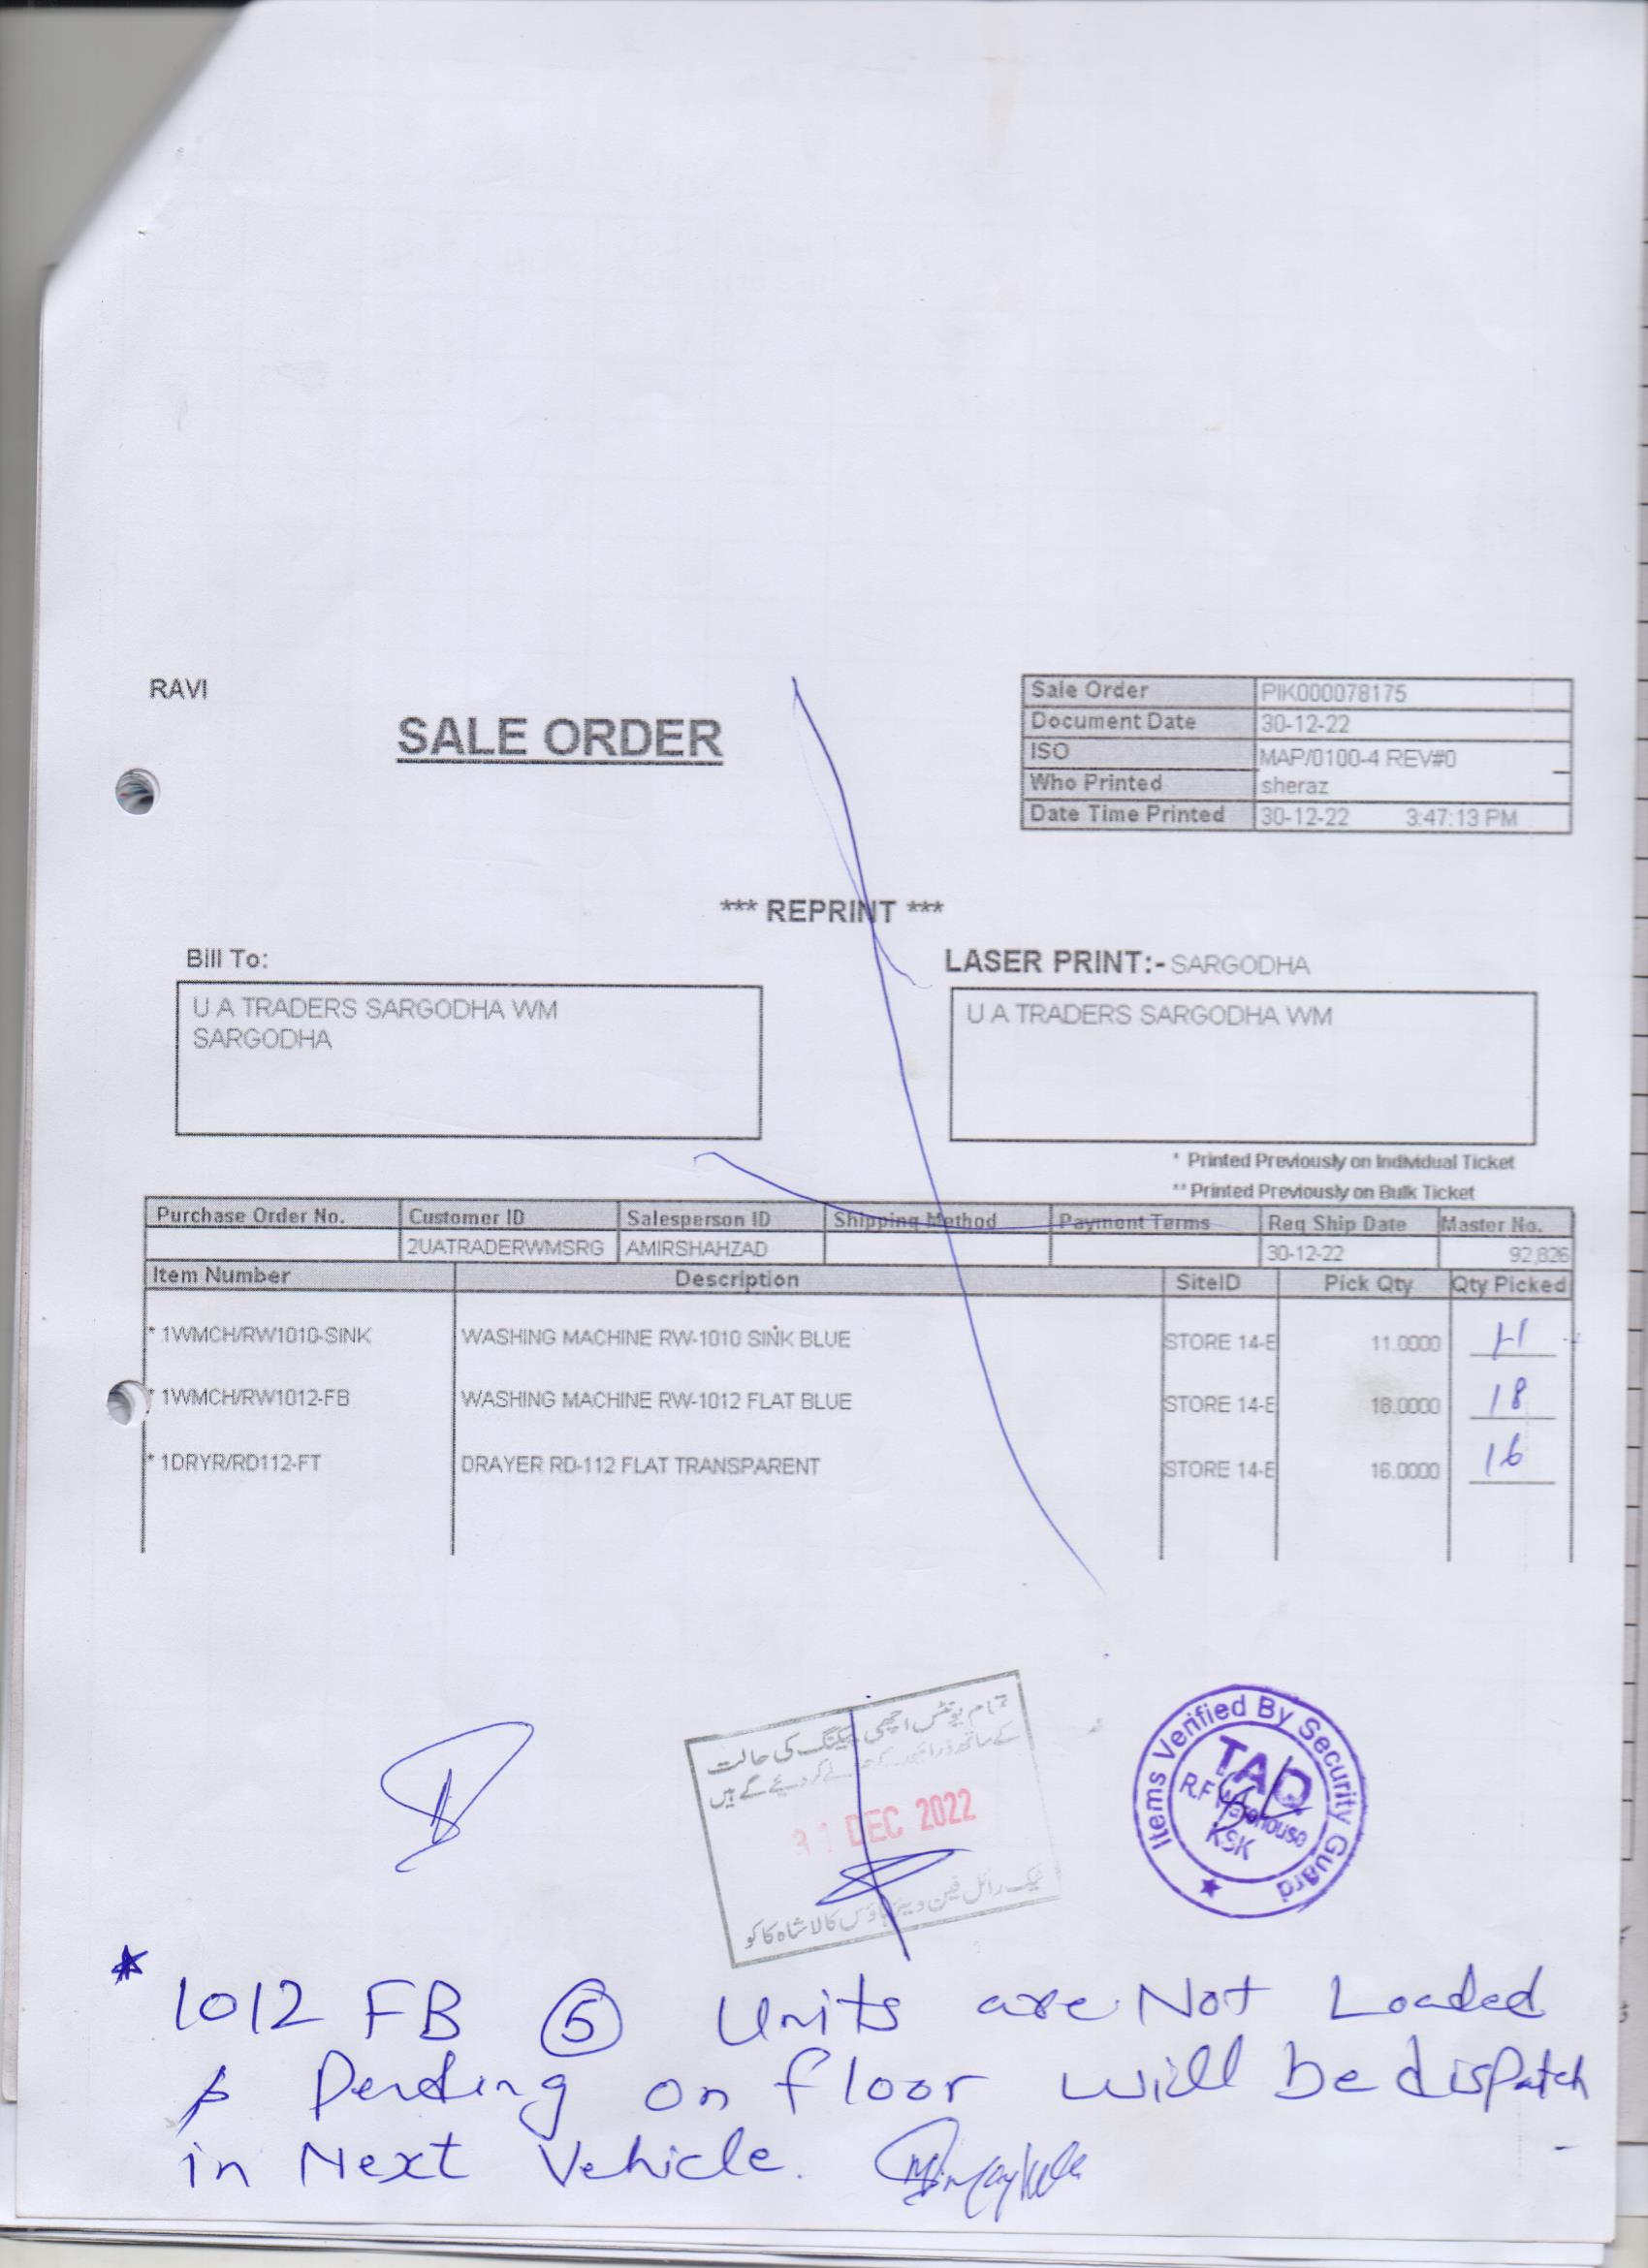 RAVI
SALE ORDER
Sale Order PIK000078175
Document Date 30-12-22
ISO MAP/0100-4 REV#0
Who Printed sheraz
Date Time Printed 30-12-22 3:47:13 PM
*** REPRINT ***
Bill To:
U A TRADERS SARGODHA WM
SARGODHA
LASER PRINT:- SARGODHA
U A TRADERS SARGODHA WM
* Printed Previously on Individual Ticket
** Printed Previously on Bulk Ticket
Purchase Order No. Customer ID Salesperson ID Shipping Method Payment Terms Req Ship Date Master No.
2UATRADERWMSRG AMIRSHAHZAD 30-12-22 92,826
Item Number Description SiteID Pick Qty Qty Picked
* 1WMCH/RW1010-SINK WASHING MACHINE RW-1010 SINK BLUE STORE 14-E 11.0000 11
* 1WMCH/RW1012-FB WASHING MACHINE RW-1012 FLAT BLUE STORE 14-E 18.0000 18
* 1DRYR/RD112-FT DRAYER RD-112 FLAT TRANSPARENT STORE 14-E 16.0000 16
تمام یونٹس اچھی پیکنگ کی حالت
کے ساتھ ڈرائیور کے حوالے کر دیئے گے ہیں
31 DEC 2022
ٹیک رائل فین ویئر ہاؤس کالا شاہ کاکو
Items Verified By Security Guard
TAD
R.F Warehouse
KSK
* 1012 FB 5 Units are Not Loaded
Pending on floor will be dispatch
in Next Vehicle.